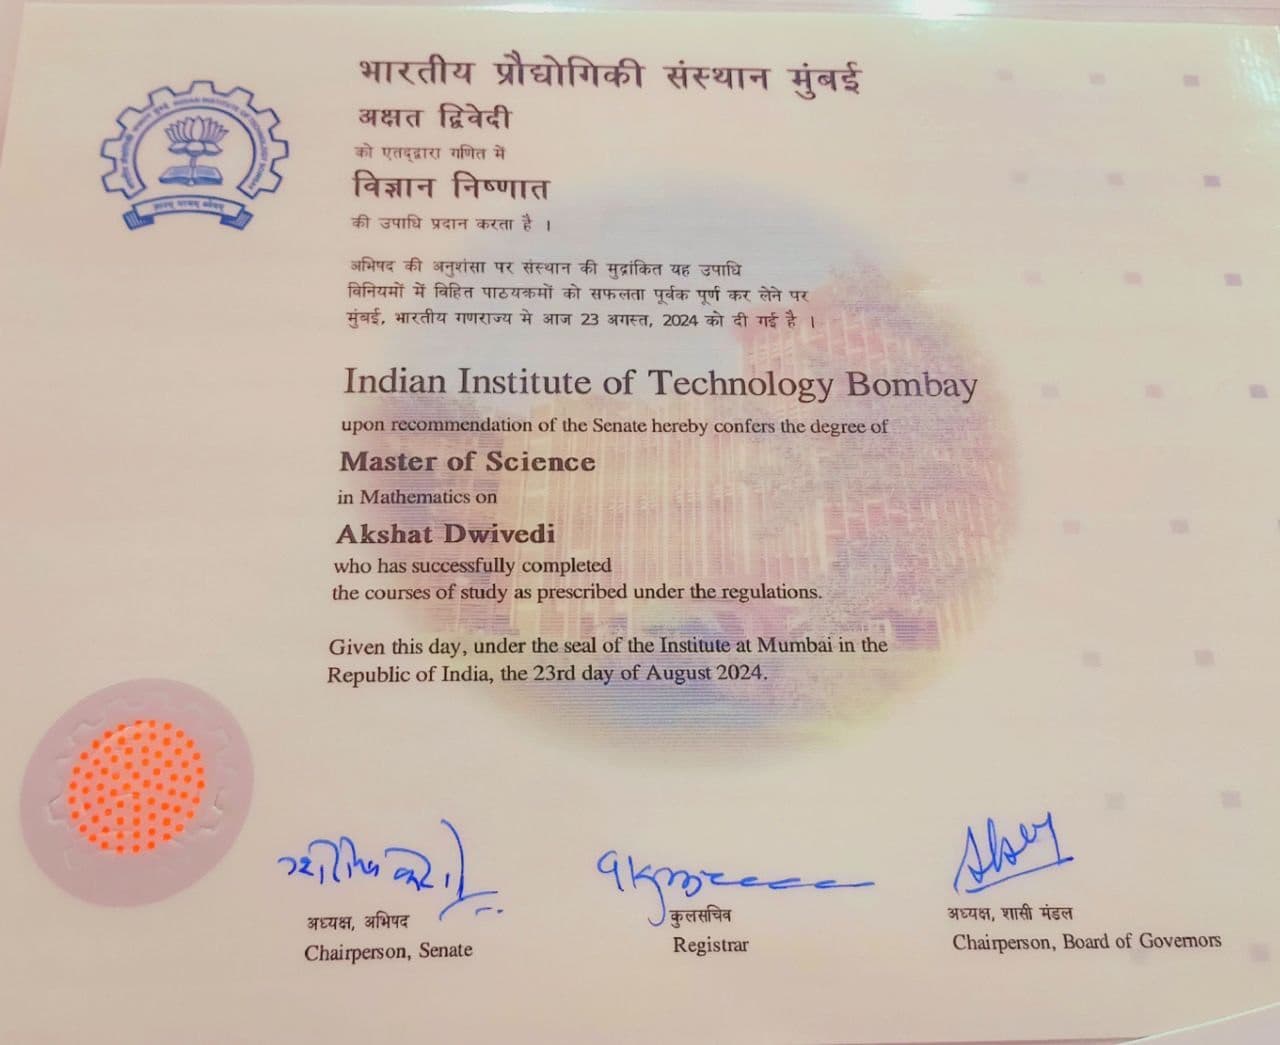 भारतीय प्रौद्योगिकी संस्थान मुंबई
अक्षत द्विवेदी
को एतद्द्वारा गणित में
विज्ञान निष्णात
की उपाधि प्रदान करता है ।
अभिषद की अनुशंसा पर संस्थान की मुद्रांकित यह उपाधि
विनियमों में विहित पाठयकमों को सफलता पूर्वक पूर्ण कर लेने पर
मुंबई, भारतीय गणराज्य मे आज 23 अगस्त, 2024 को दी गई है ।
Indian Institute of Technology Bombay
upon recommendation of the Senate hereby confers the degree of
Master of Science
in Mathematics on
Akshat Dwivedi
who has successfully completed
the courses of study as prescribed under the regulations.
Given this day, under the seal of the Institute at Mumbai in the
Republic of India, the 23rd day of August 2024.
अध्यक्ष, अभिषद
Chairperson, Senate
कुलसचिव
Registrar
अध्यक्ष, शासी मंडल
Chairperson, Board of Governors